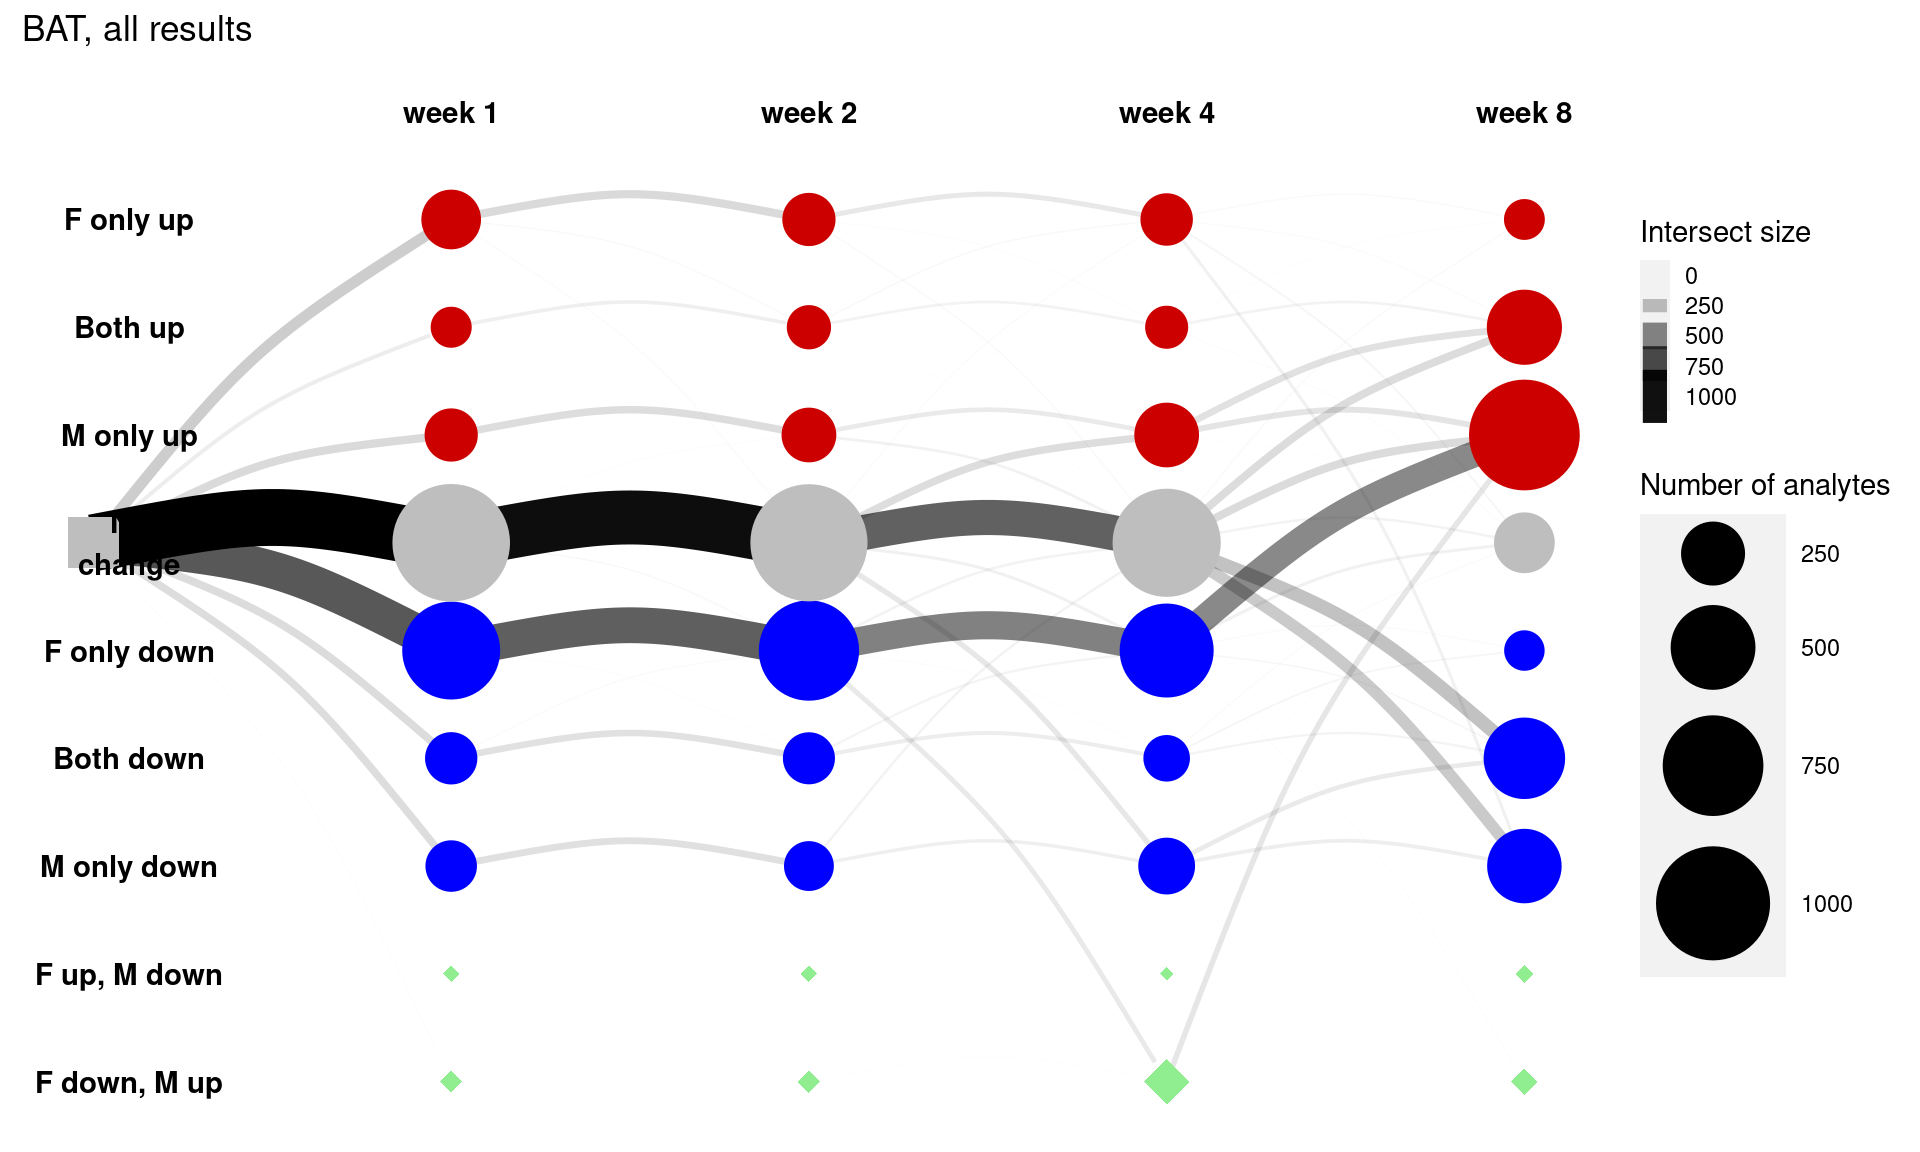 BAT, all results
week 1
week 2
week 4
week 8
F only up
Both up
M only up
change
F only down
Both down
M only down
F up, M down
F down, M up
Intersect size
0
250
500
750
1000
Number of analytes
250
500
750
1000